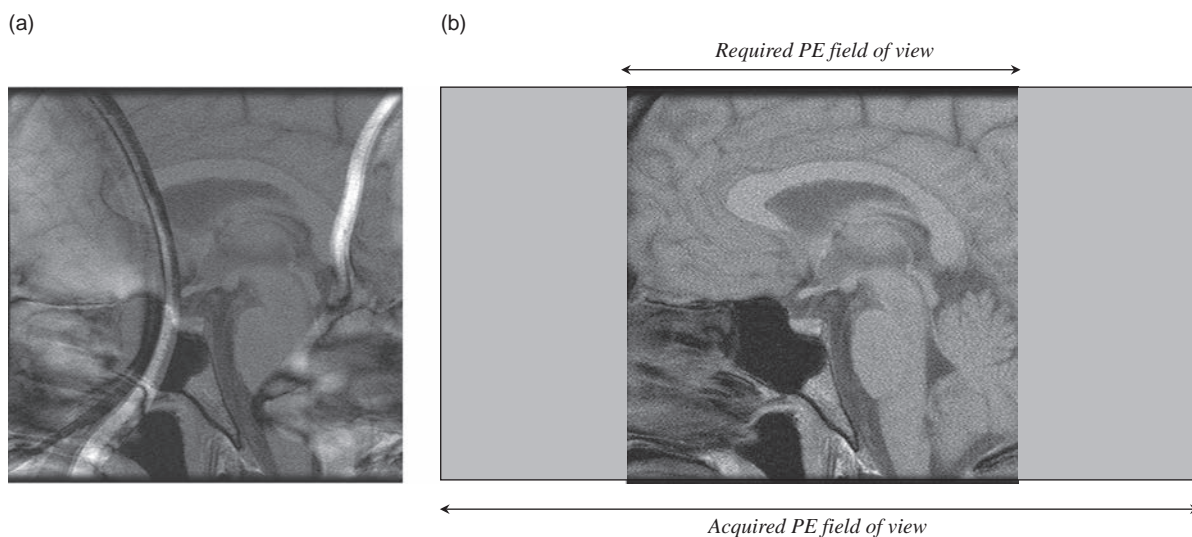 (a)
(b)
Required PE field of view
Acquired PE field of view